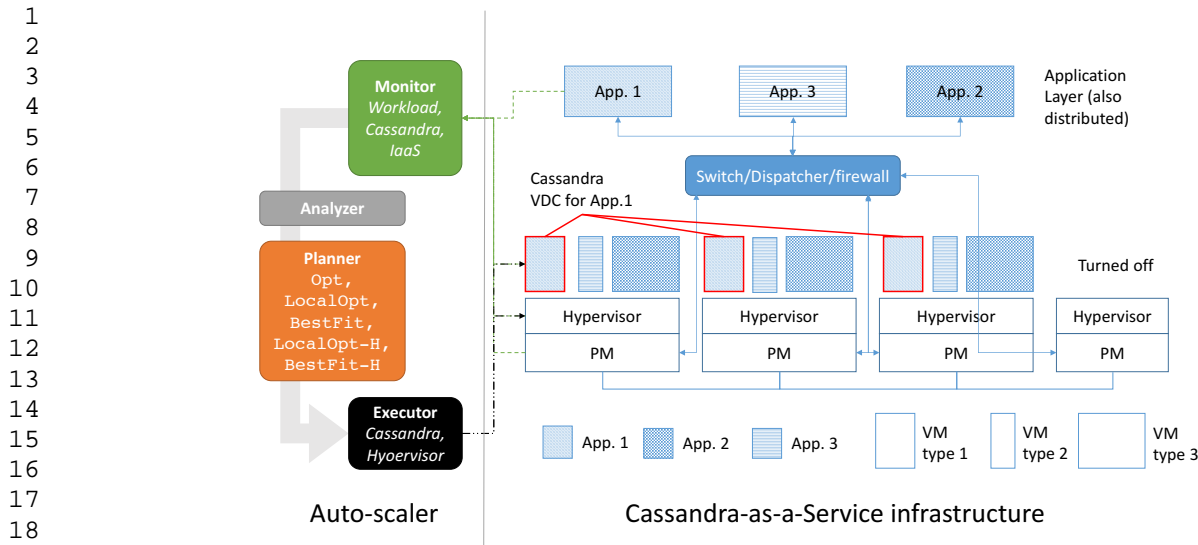 1
2
3
4
5
6
7
8
9
10
11
12
13
14
15
16
17
18
Monitor
Workload,
Cassandra,
IaaS
Analyzer
Planner
Opt,
LocalOpt,
BestFit,
LocalOpt-H,
BestFit-H
Executor
Cassandra,
Hyoervisor
Auto-scaler
App. 1
App. 3
App. 2
Application
Layer (also
distributed)
Switch/Dispatcher/firewall
Cassandra
VDC for App.1
Turned off
Hypervisor
Hypervisor
Hypervisor
Hypervisor
PM
PM
PM
PM
App. 1
App. 2
App. 3
VM
type 1
VM
type 2
VM
type 3
Cassandra-as-a-Service infrastructure